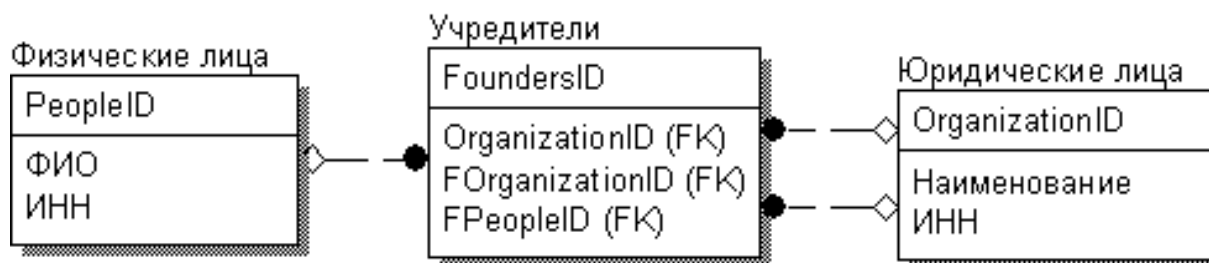 Физические лица
PeopleID
ФИО
ИНН
Учредители
FoundersID
OrganizationID (FK)
FOrganizationID (FK)
FPeopleID (FK)
Юридические лица
OrganizationID
Наименование
ИНН